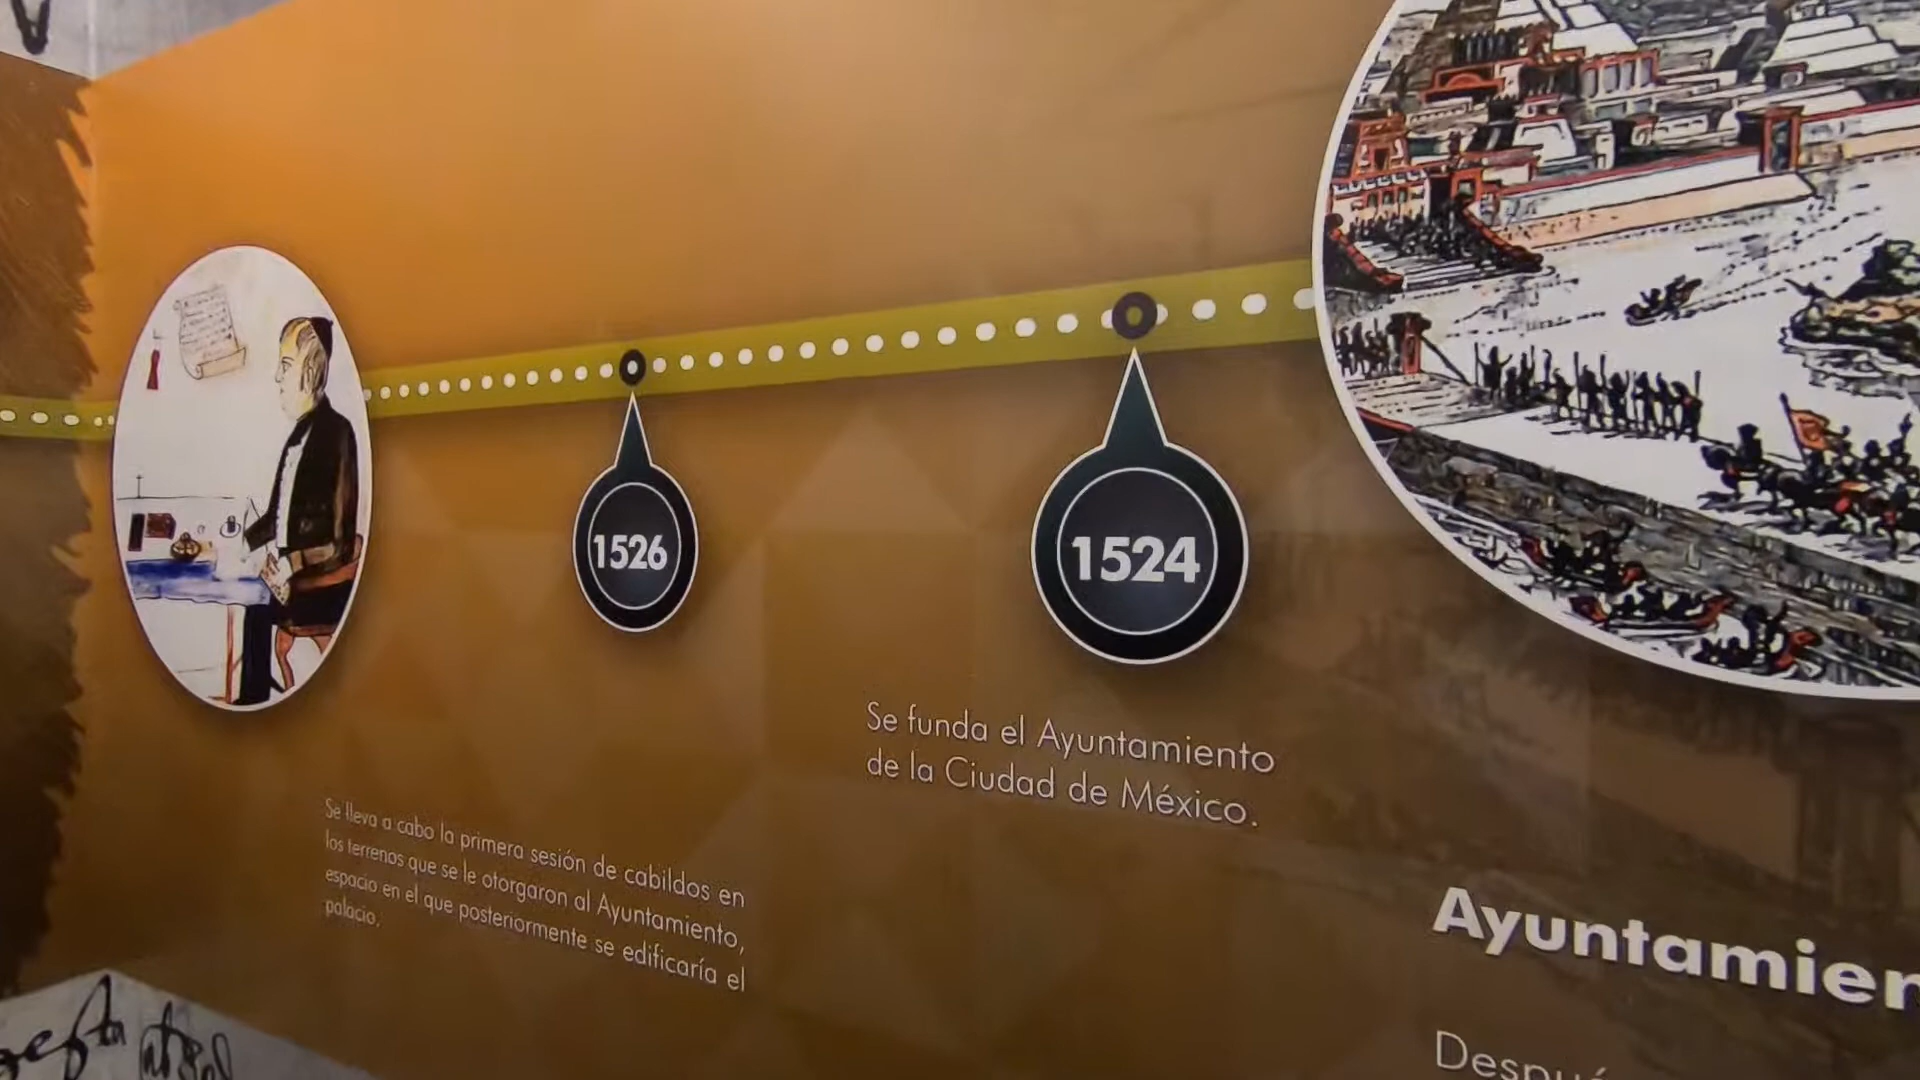 1526
1524
Se funda el Ayuntamiento
de la Ciudad de México.
Se lleva a cabo la primera sesión de cabildos en
los terrenos que se le otorgaron al Ayuntamiento,
espacio en el que posteriormente se edificaría el
palacio.